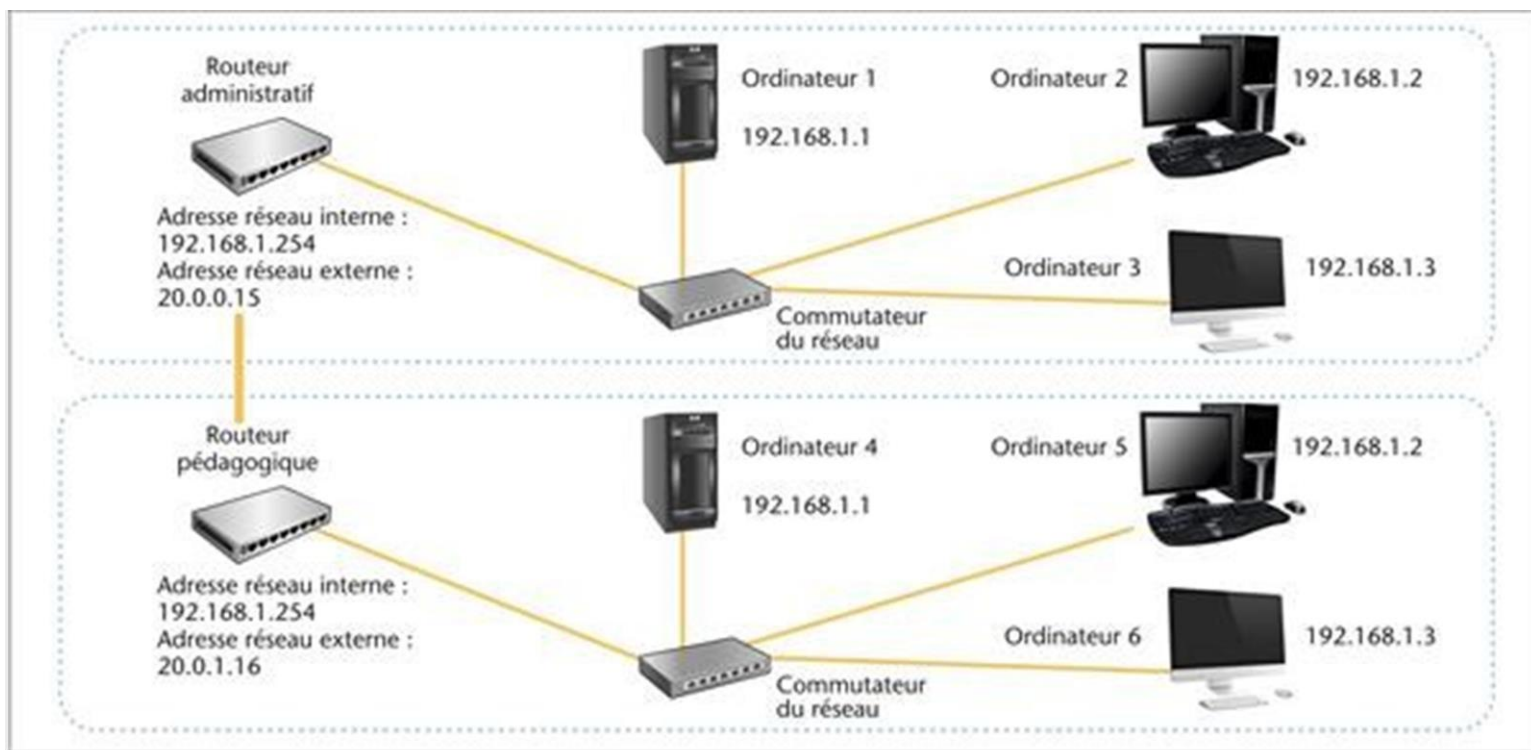 Routeur
administratif
Adresse réseau interne :
192.168.1.254
Adresse réseau externe :
20.0.0.15
Ordinateur 1
192.168.1.1
Ordinateur 2
192.168.1.2
Ordinateur 3
192.168.1.3
Commutateur
du réseau
Routeur
pédagogique
Adresse réseau interne :
192.168.1.254
Adresse réseau externe :
20.0.1.16
Ordinateur 4
192.168.1.1
Ordinateur 5
192.168.1.2
Ordinateur 6
192.168.1.3
Commutateur
du réseau